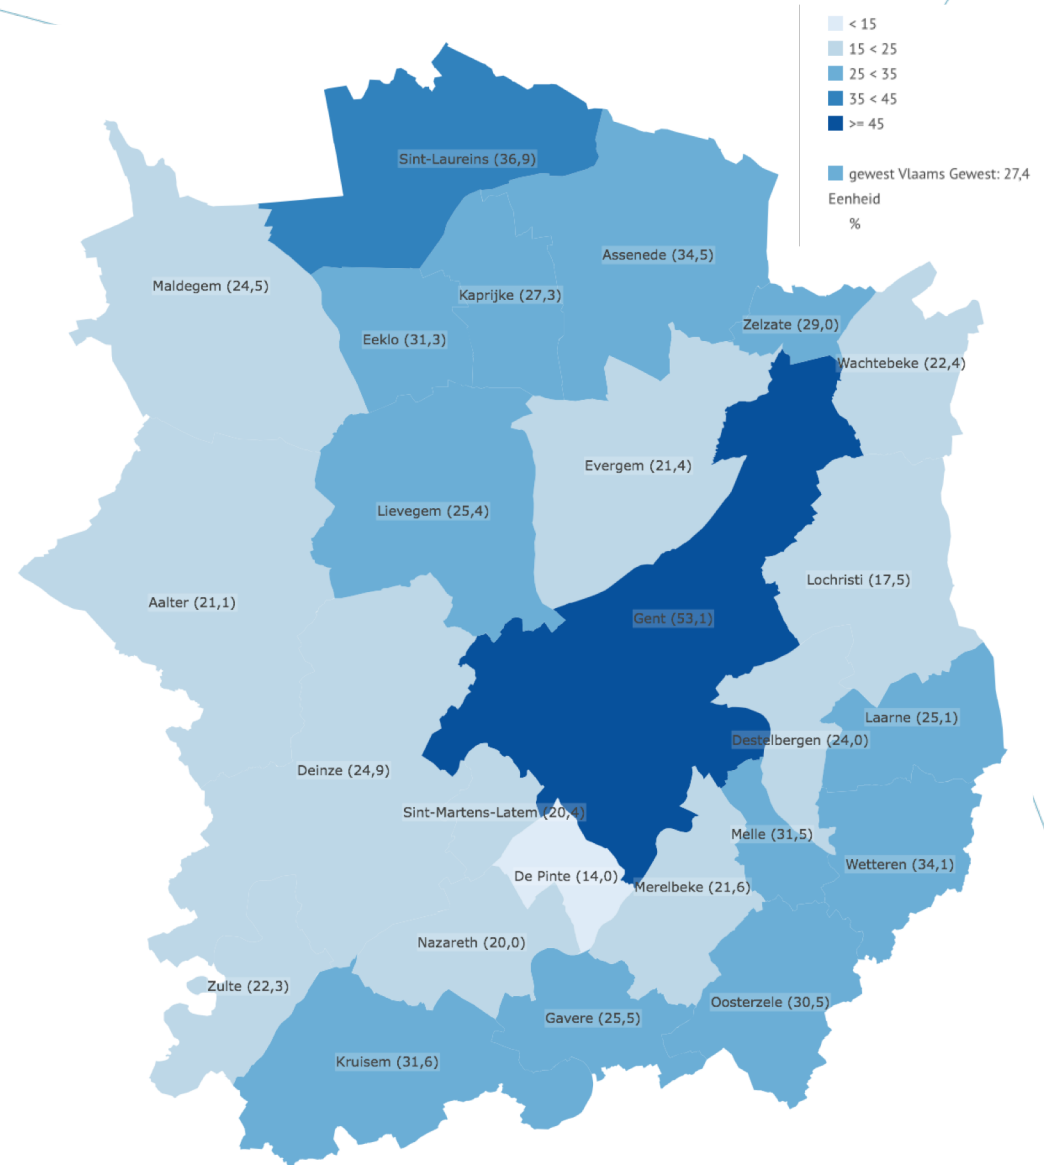 < 15
15 < 25
25 < 35
35 < 45
>= 45
gewest Vlaams Gewest: 27,4
Eenheid
%
Sint-Laureins (36,9)
Assenede (34,5)
Maldegem (24,5)
Kaprijke (27,3)
Zelzate (29,0)
Eeklo (31,3)
Wachtebeke (22,4)
Evergem (21,4)
Lievegem (25,4)
Lochristi (17,5)
Aalter (21,1)
Gent (53,1)
Laarne (25,1)
Destelbergen (24,0)
Deinze (24,9)
Sint-Martens-Latem (20,4)
Melle (31,5)
Wetteren (34,1)
De Pinte (14,0)
Merelbeke (21,6)
Nazareth (20,0)
Zulte (22,3)
Oosterzele (30,5)
Gavere (25,5)
Kruisem (31,6)